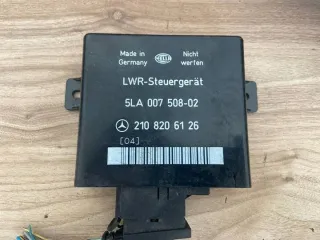 Made in Germany
HELLA
Nicht werfen
LWR-Steuergerät
5LA 007 508-02
210 820 61 26
[04]